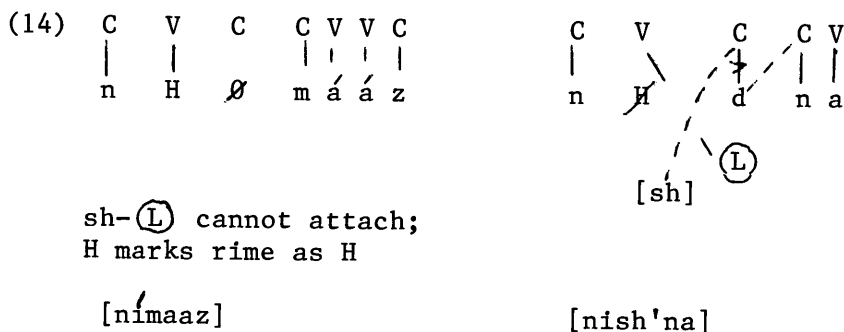 (14) C V C C V V C C V C C V
n H Ø m á á z n H d n a
[sh] Ⓛ
sh-Ⓛ cannot attach;
H marks rime as H
[nímaaz] [nish'na]